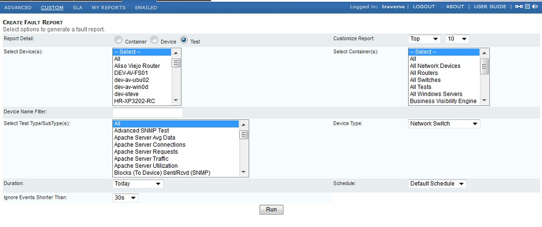 ADVANCED CUSTOM SLA MY REPORTS EMAILED Logged in: traverse | LOGOUT ABOUT | USER GUIDE |
CREATE FAULT REPORT
Select options to generate a fault report.
Report Detail: Container Device Test Customize Report: Top 10
Select Device(s): Select Container(s):
-- Select -- -- Select --
All All
Aliso Viejo Router All Network Devices
DEV-AV-FS01 All Routers
dev-av-ubu02 All Switches
dev-av-win0d All Tests
dev-steve All Windows Servers
HR-XP3202-RC Business Visibility Engine
Device Name Filter:
Select Test Type/SubType(s): Device Type: Network Switch
All
Advanced SNMP Test
Apache Server Avg Data
Apache Server Connections
Apache Server Requests
Apache Server Traffic
Apache Server Utilization
Blocks (To Device) Sent/Rcvd (SNMP)
Duration: Today Schedule: Default Schedule
Ignore Events Shorter Than: 30s
Run